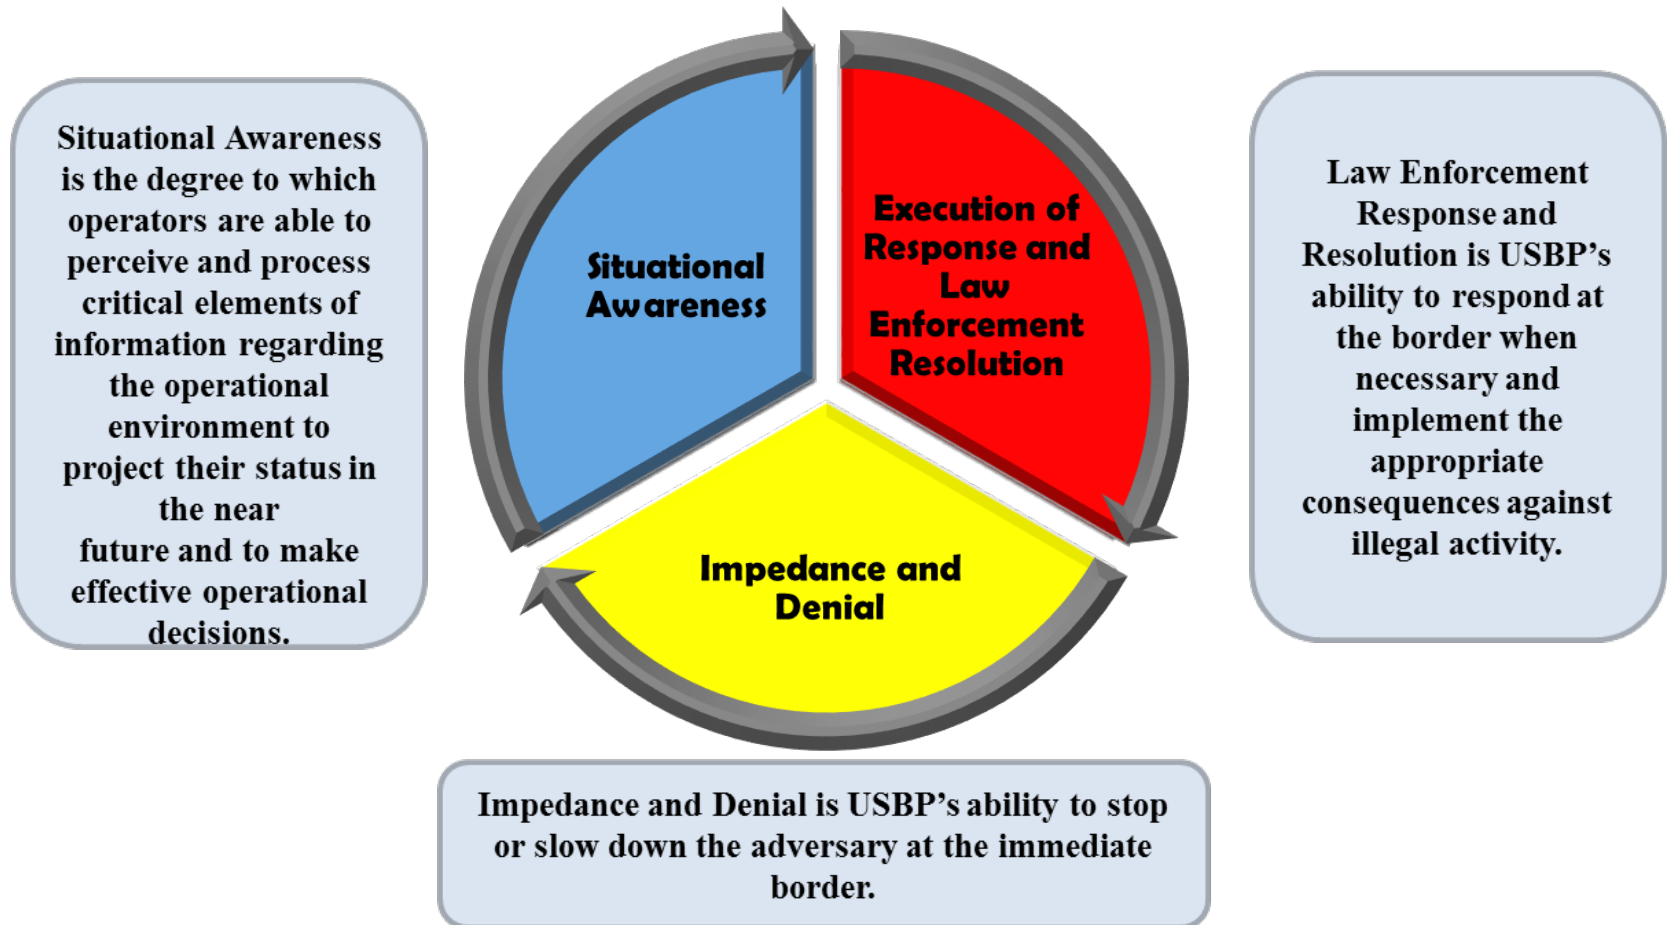 Situational Awareness
is the degree to which
operators are able to
perceive and process
critical elements of
information regarding
the operational
environment to
project their status in
the near
future and to make
effective operational
decisions.
Situational
Awareness
Execution of
Response and
Law
Enforcement
Resolution
Impedance and
Denial
Law Enforcement
Response and
Resolution is USBP’s
ability to respond at
the border when
necessary and
implement the
appropriate
consequences against
illegal activity.
Impedance and Denial is USBP’s ability to stop
or slow down the adversary at the immediate
border.